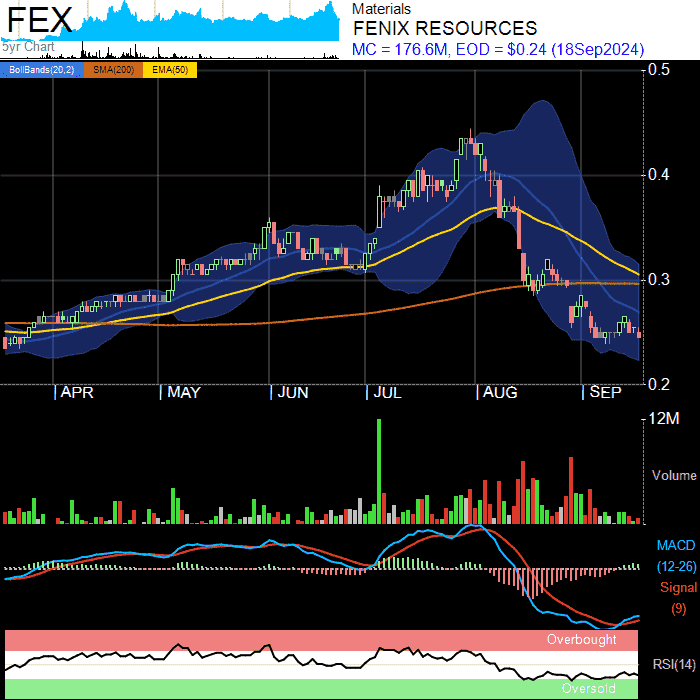 FEX
5yr Chart
Materials
FENIX RESOURCES
MC = 176.6M, EOD = $0.24 (18Sep2024)
BollBands(20,2) SMA(200) EMA(50)
0.5
0.4
0.3
0.2
APR MAY JUN JUL AUG SEP
12M
Volume
MACD
(12-26)
Signal
(9)
Overbought
RSI(14)
Oversold